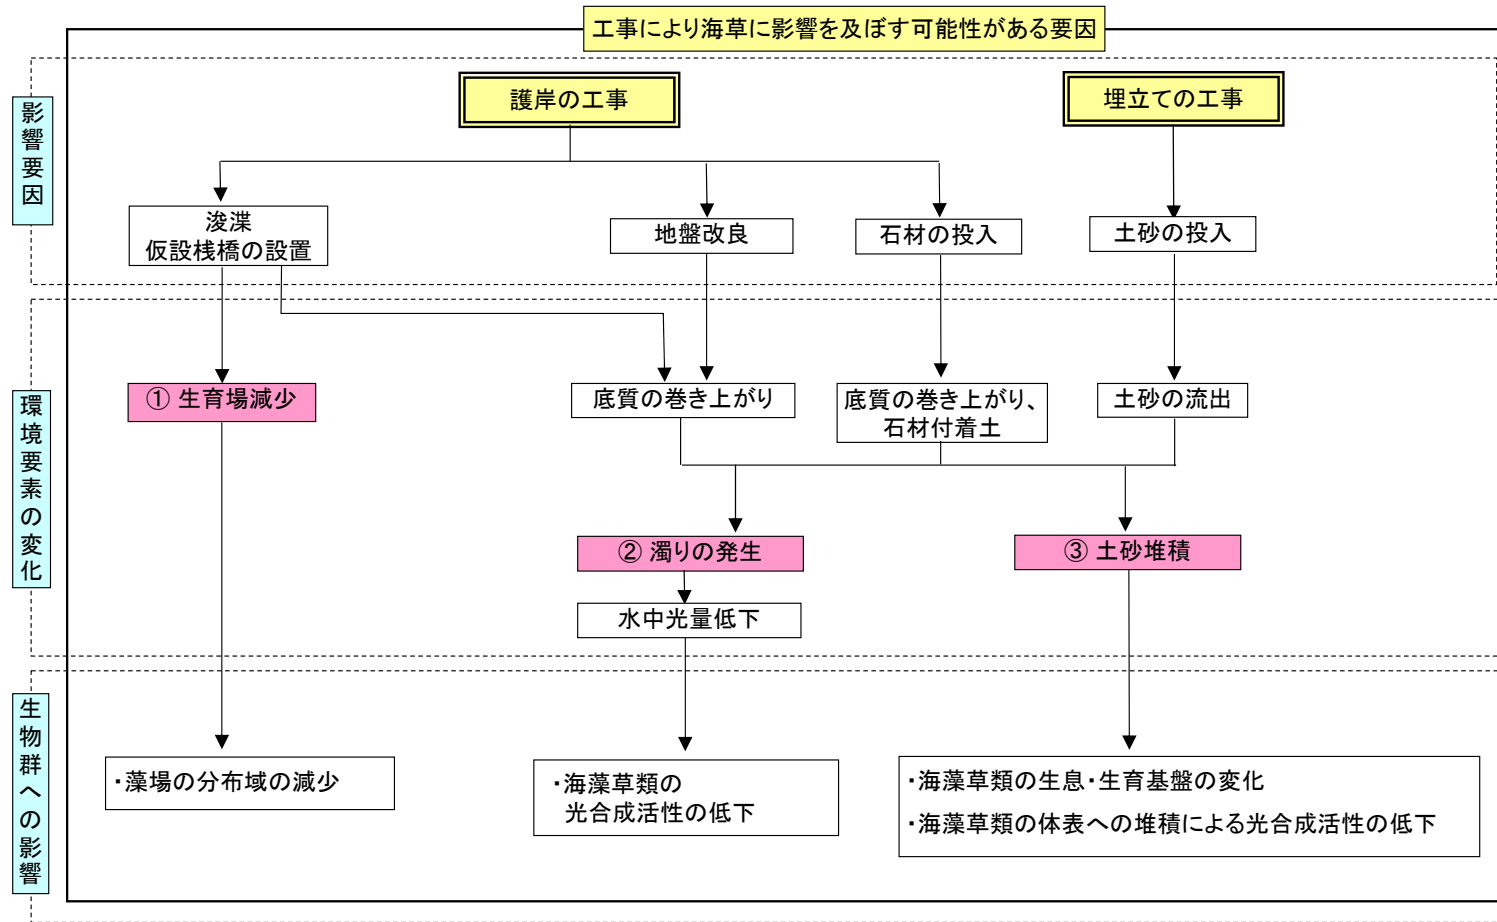 工事により海草に影響を及ぼす可能性がある要因
影響要因
護岸の工事
埋立ての工事
浚渫
仮設桟橋の設置
地盤改良
石材の投入
土砂の投入
環境要素の変化
① 生育場減少
底質の巻き上がり
底質の巻き上がり、
石材付着土
土砂の流出
② 濁りの発生
③ 土砂堆積
水中光量低下
生物群への影響
・藻場の分布域の減少
・海藻草類の
光合成活性の低下
・海藻草類の生息・生育基盤の変化
・海藻草類の体表への堆積による光合成活性の低下